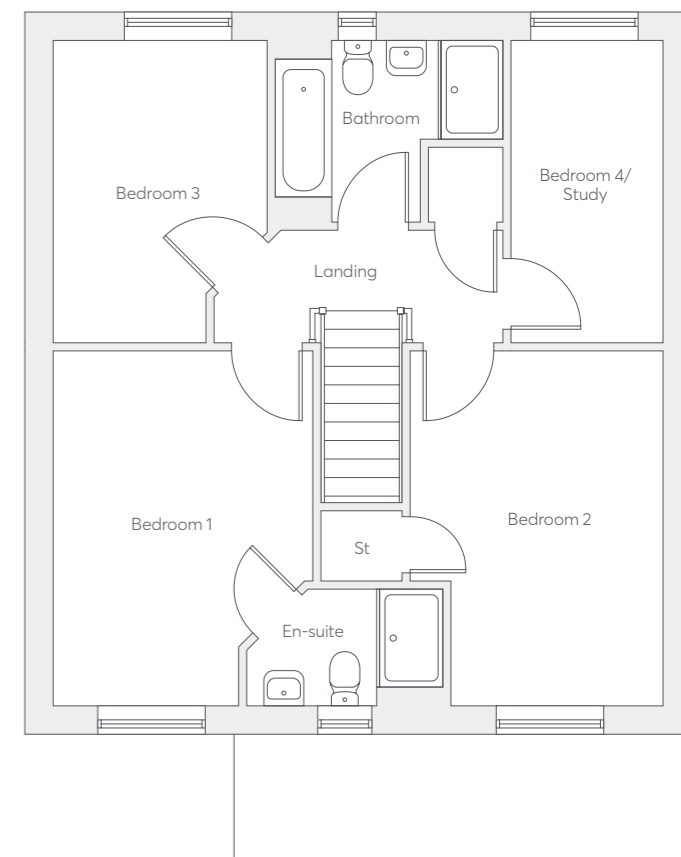 Bathroom
Bedroom 3
Bedroom 4/
Study
Landing
Bedroom 1
Bedroom 2
St
En-suite